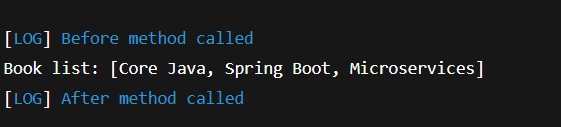 [LOG] Before method called
Book list: [Core Java, Spring Boot, Microservices]
[LOG] After method called